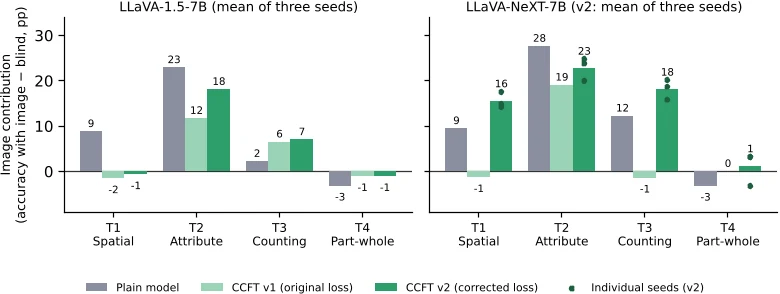 LLaVA-1.5-7B (mean of three seeds)
LLaVA-NeXT-7B (v2: mean of three seeds)
Image contribution
(accuracy with image − blind, pp)
30
20
10
0
9
-2
-1
23
12
18
2
6
7
-3
-1
-1
9
-1
16
28
19
23
12
-1
18
-3
0
1
T1
Spatial
T2
Attribute
T3
Counting
T4
Part-whole
T1
Spatial
T2
Attribute
T3
Counting
T4
Part-whole
Plain model
CCFT v1 (original loss)
CCFT v2 (corrected loss)
Individual seeds (v2)